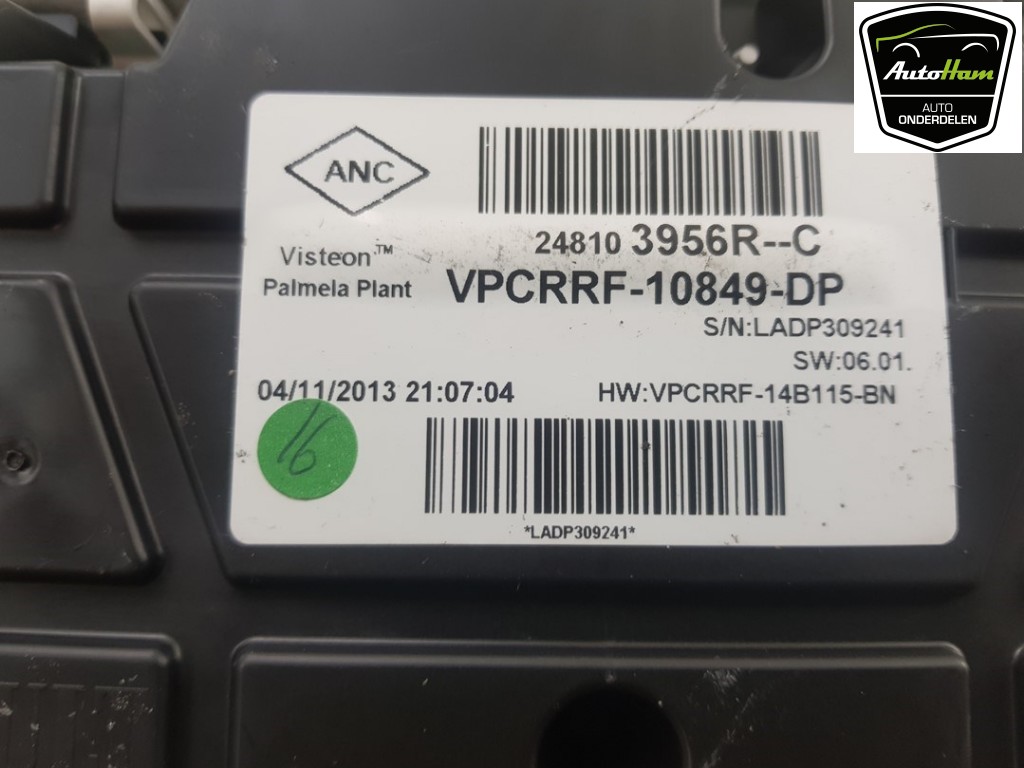 AutoHam
AUTO
ONDERDELEN
ANC
24810 3956R--C
Visteon™
Palmela Plant
VPCRRF-10849-DP
S/N:LADP309241
SW:06.01.
04/11/2013 21:07:04
HW:VPCRRF-14B115-BN
16
*LADP309241*